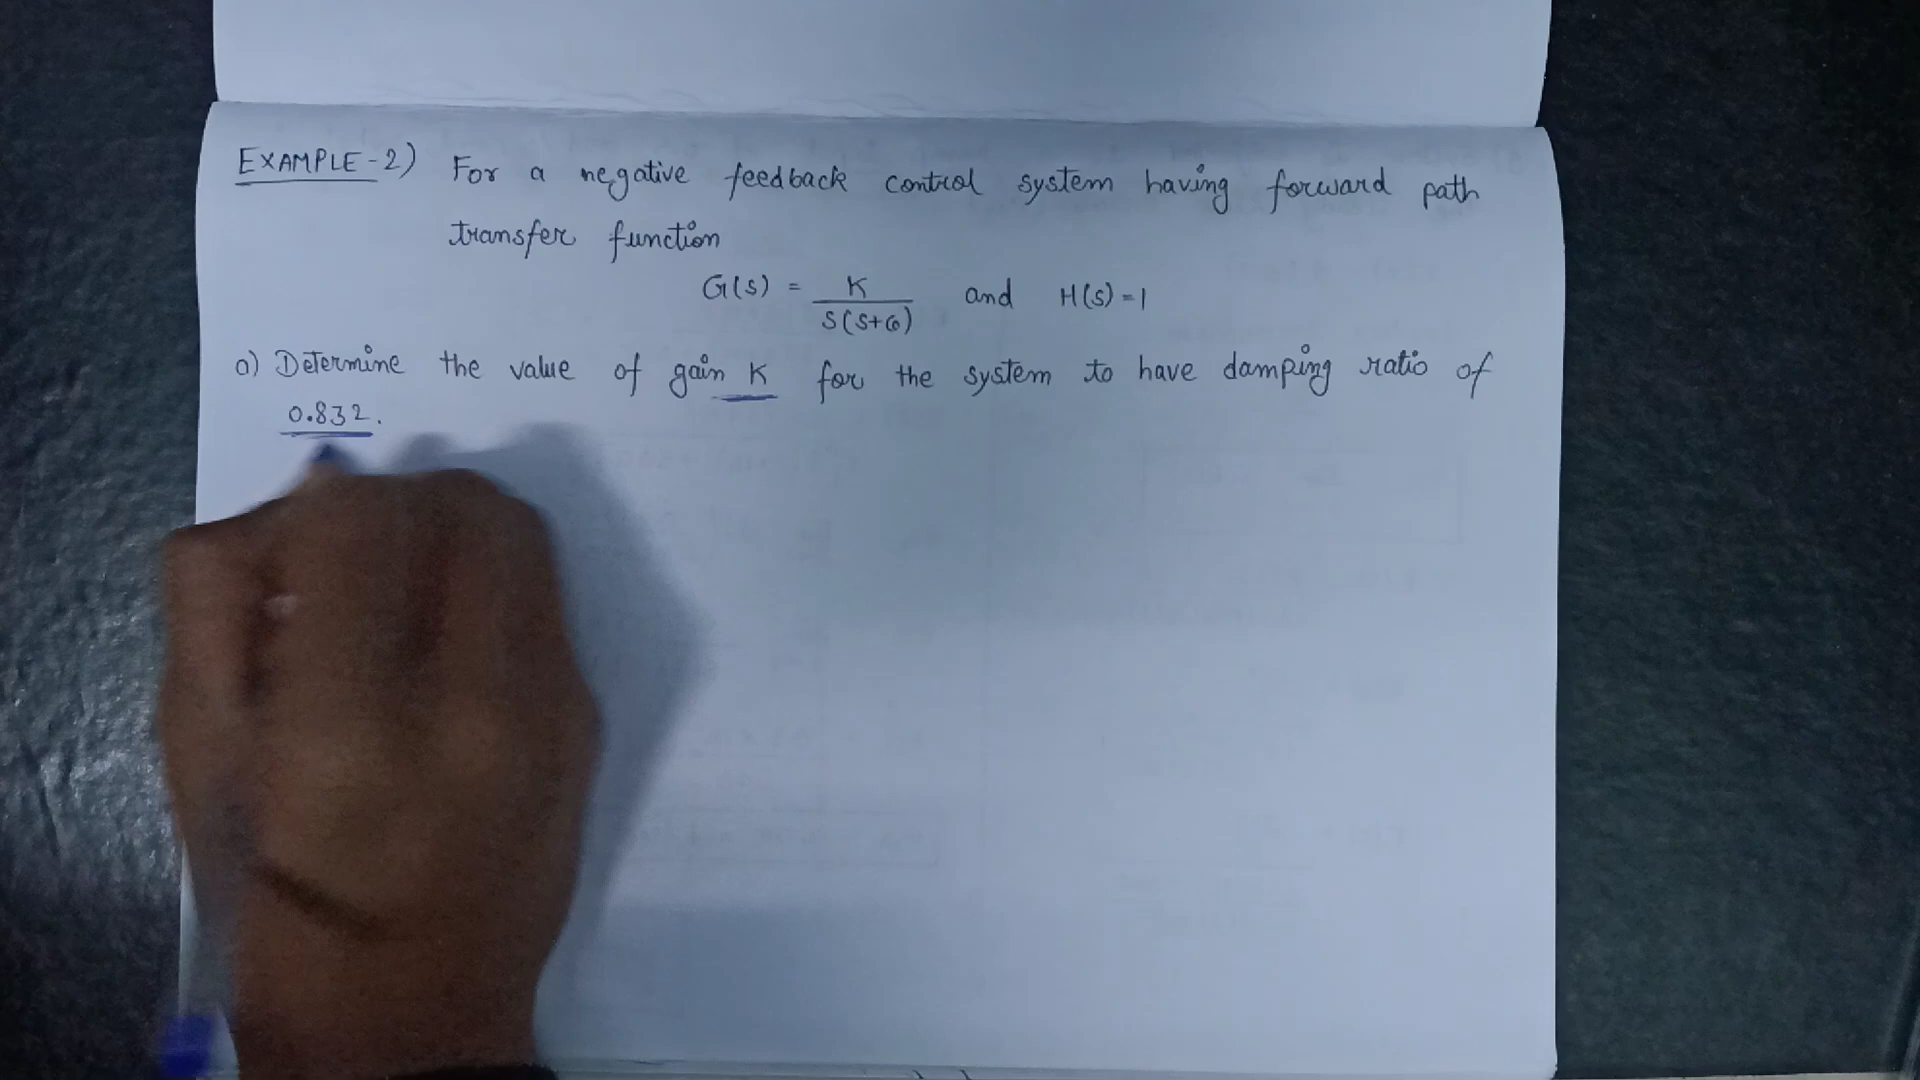 EXAMPLE-2) For a negative feedback control system having forward path
transfer function
G(s) = K / s(s+6) and H(s)=1
a) Determine the value of gain K for the system to have damping ratio of
0.832.